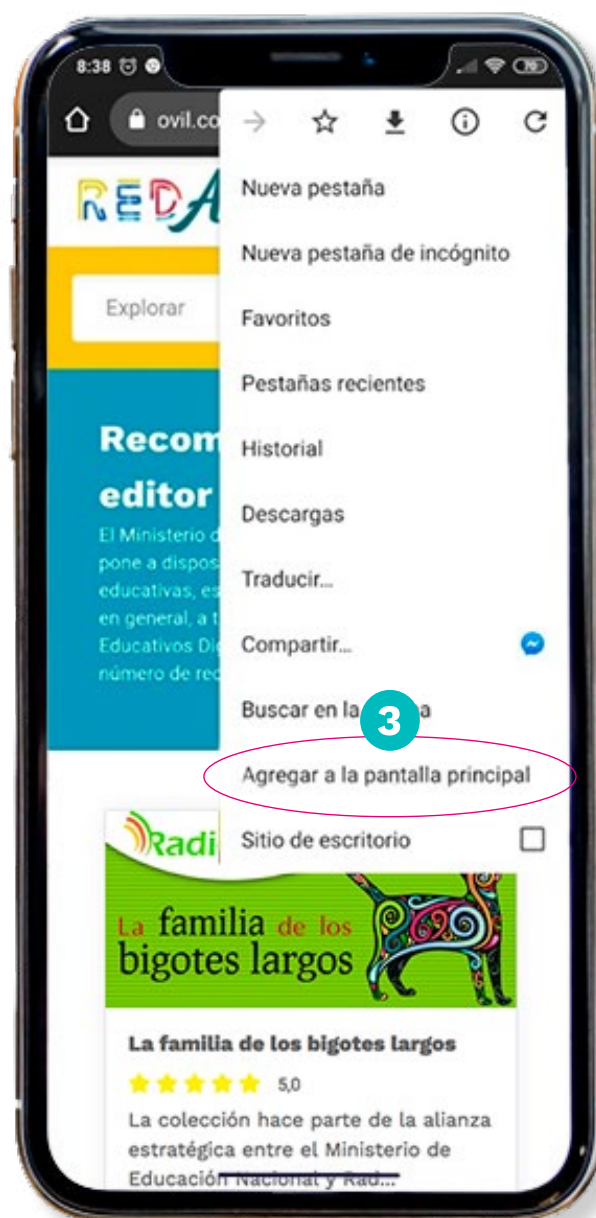 8:38
70
ovil.co
REDA
Nueva pestaña
Nueva pestaña de incógnito
Explorar
Favoritos
Pestañas recientes
Recom
Historial
editor
Descargas
El Ministerio d
pone a dispos
educativas, es
Traducir...
en general, a t
Educativos Di
Compartir...
número de rec
Buscar en la
a
3
Agregar a la pantalla principal
Sitio de escritorio
Radi
La familia de los
bigotes largos
La familia de los bigotes largos
5,0
La colección hace parte de la alianza
estratégica entre el Ministerio de
Educación Nacional y Rad...